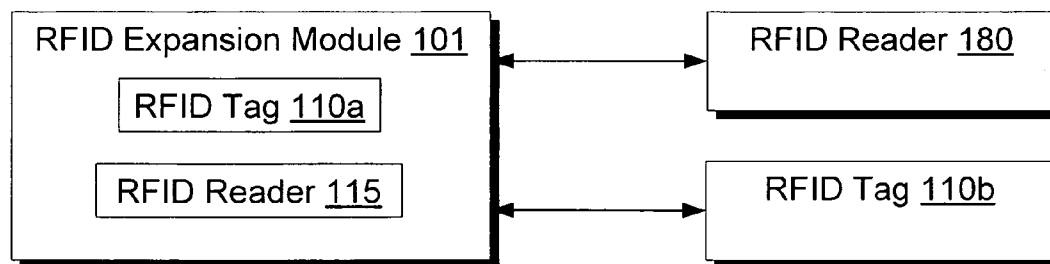 RFID Expansion Module 101
RFID Tag 110a
RFID Reader 115
RFID Reader 180
RFID Tag 110b